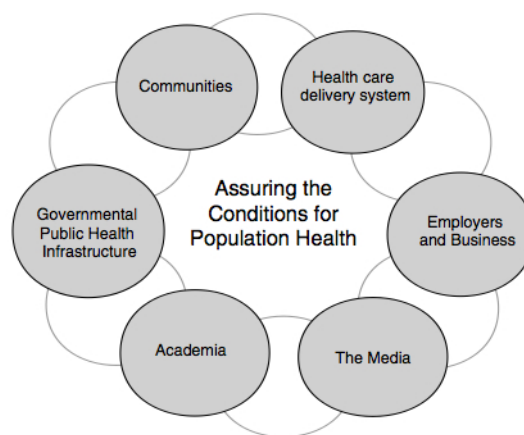 Communities
Health care
delivery system
Assuring the
Conditions for
Population Health
Governmental
Public Health
Infrastructure
Employers
and Business
Academia
The Media